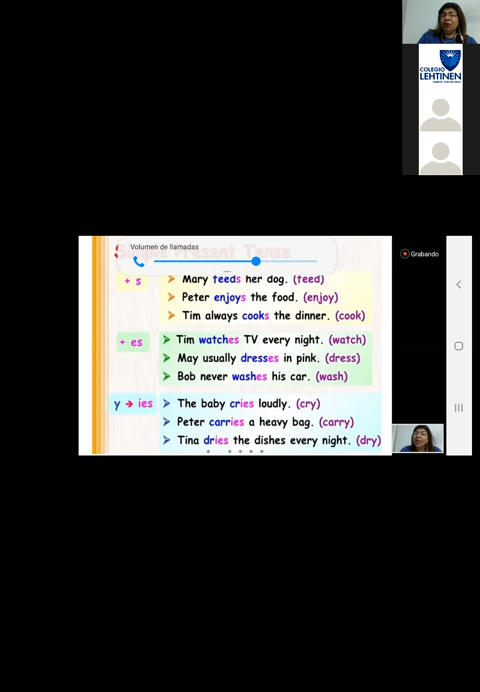 COLEGIO
LEHTINEN
Simple Present Tense
Volumen de llamadas
Grabando
+ s
Mary feeds her dog. (feed)
Peter enjoys the food. (enjoy)
Tim always cooks the dinner. (cook)
+ es
Tim watches TV every night. (watch)
May usually dresses in pink. (dress)
Bob never washes his car. (wash)
y → ies
The baby cries loudly. (cry)
Peter carries a heavy bag. (carry)
Tina dries the dishes every night. (dry)